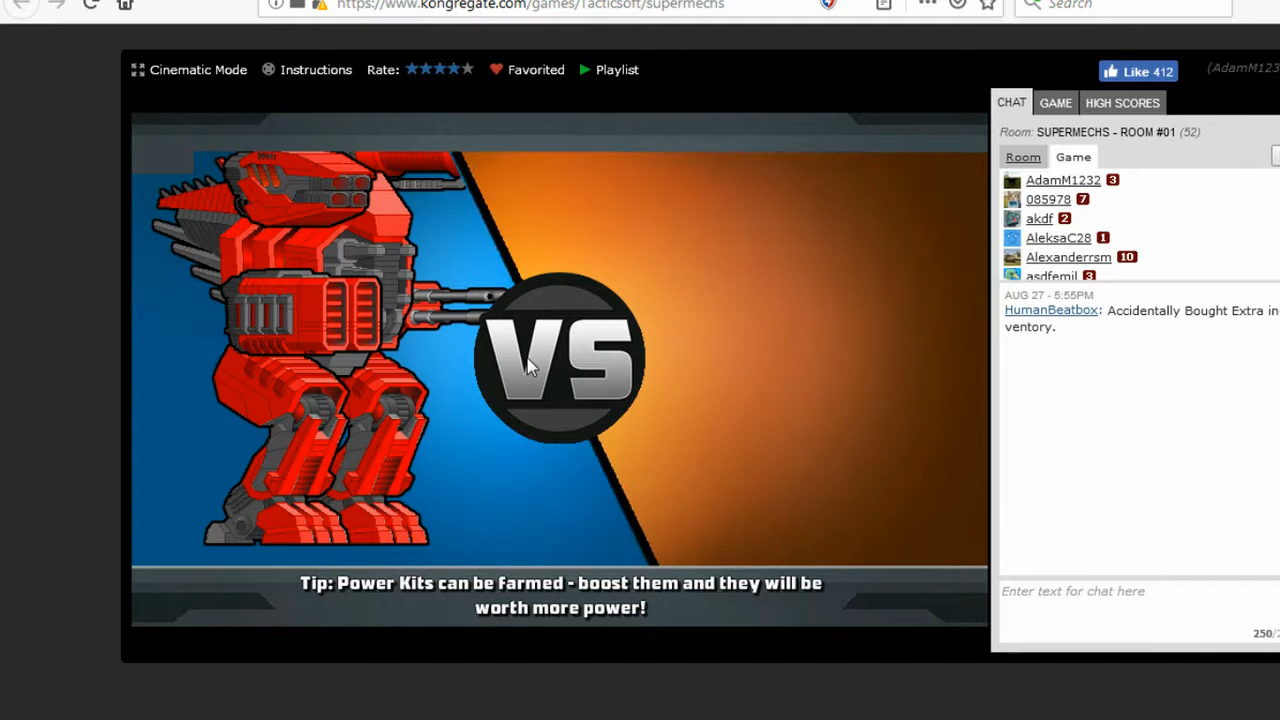 https://www.kongregate.com/games/Tacticsoft/supermechs
Search
Cinematic Mode Instructions Rate: Favorited Playlist
Like 412
(AdamM123
CHAT GAME HIGH SCORES
Room: SUPERMECHS - ROOM #01 (52)
Room Game
AdamM1232 3
085978 7
akdf 2
AleksaC28 1
Alexanderrsm 10
asdfemil 3
AUG 27 - 5:55PM
HumanBeatbox: Accidentally Bought Extra in
ventory.
VS
Tip: Power Kits can be farmed - boost them and they will be
worth more power!
Enter text for chat here
250/